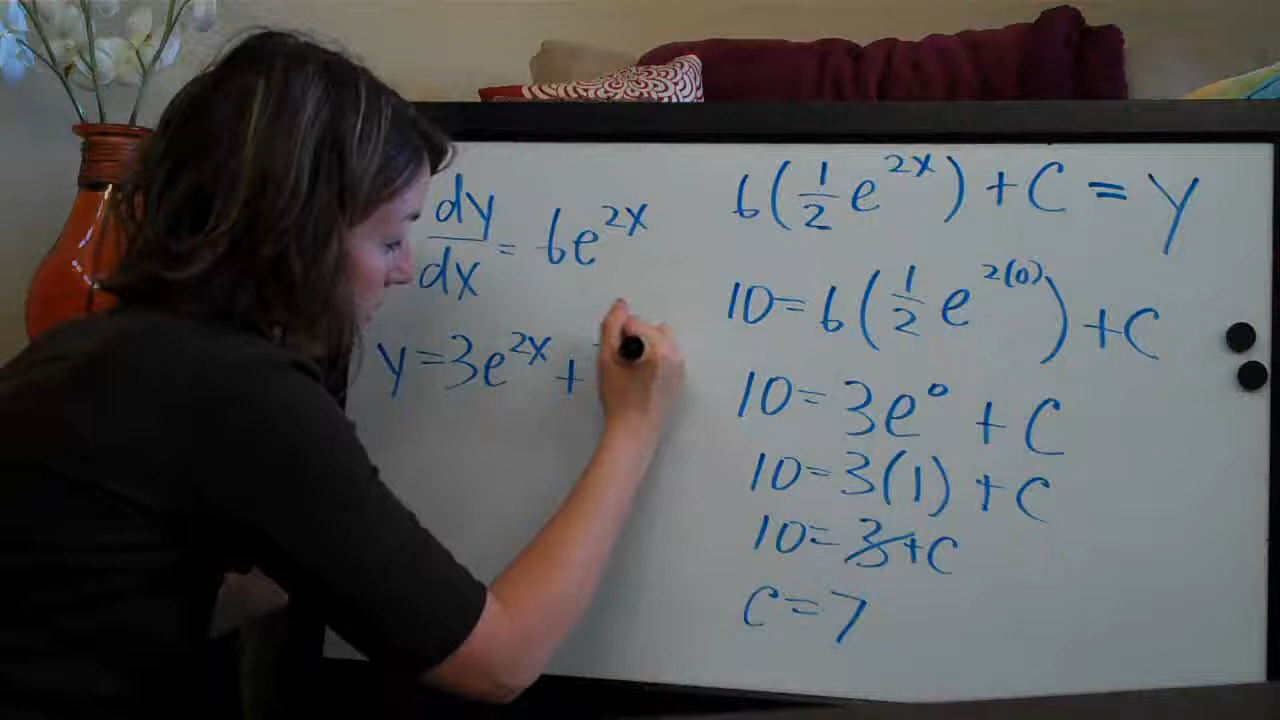 dy/dx = 6e^{2x}
y=3e^{2x}+
6(1/2 e^{2x})+C=y
10=6(1/2 e^{2(0)})+C
10=3e^0+C
10=3(1)+C
10=3+C
C=7